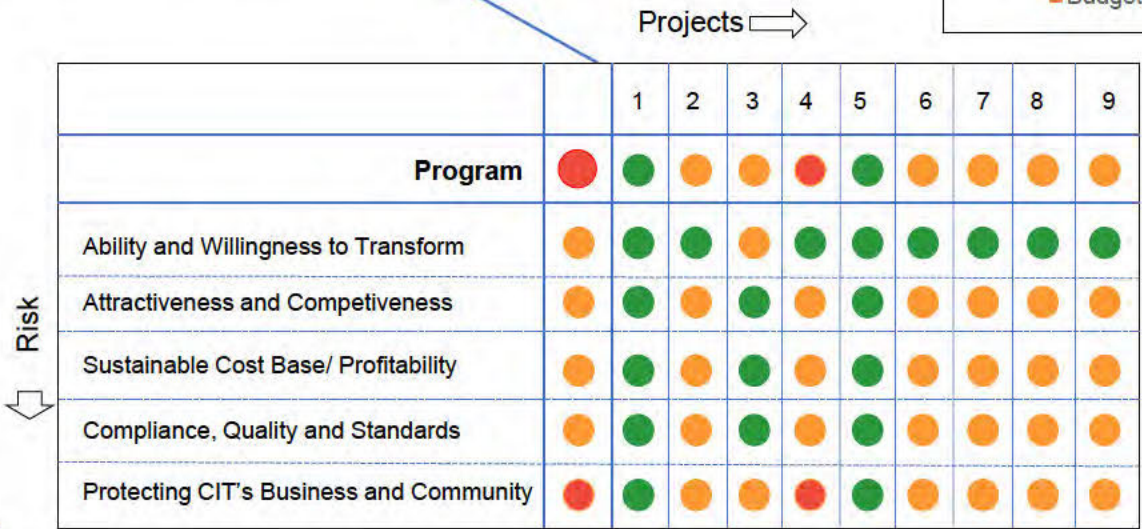 Budget
Projects
1 2 3 4 5 6 7 8 9
Program
Risk
Ability and Willingness to Transform
Attractiveness and Competiveness
Sustainable Cost Base/ Profitability
Compliance, Quality and Standards
Protecting CIT's Business and Community